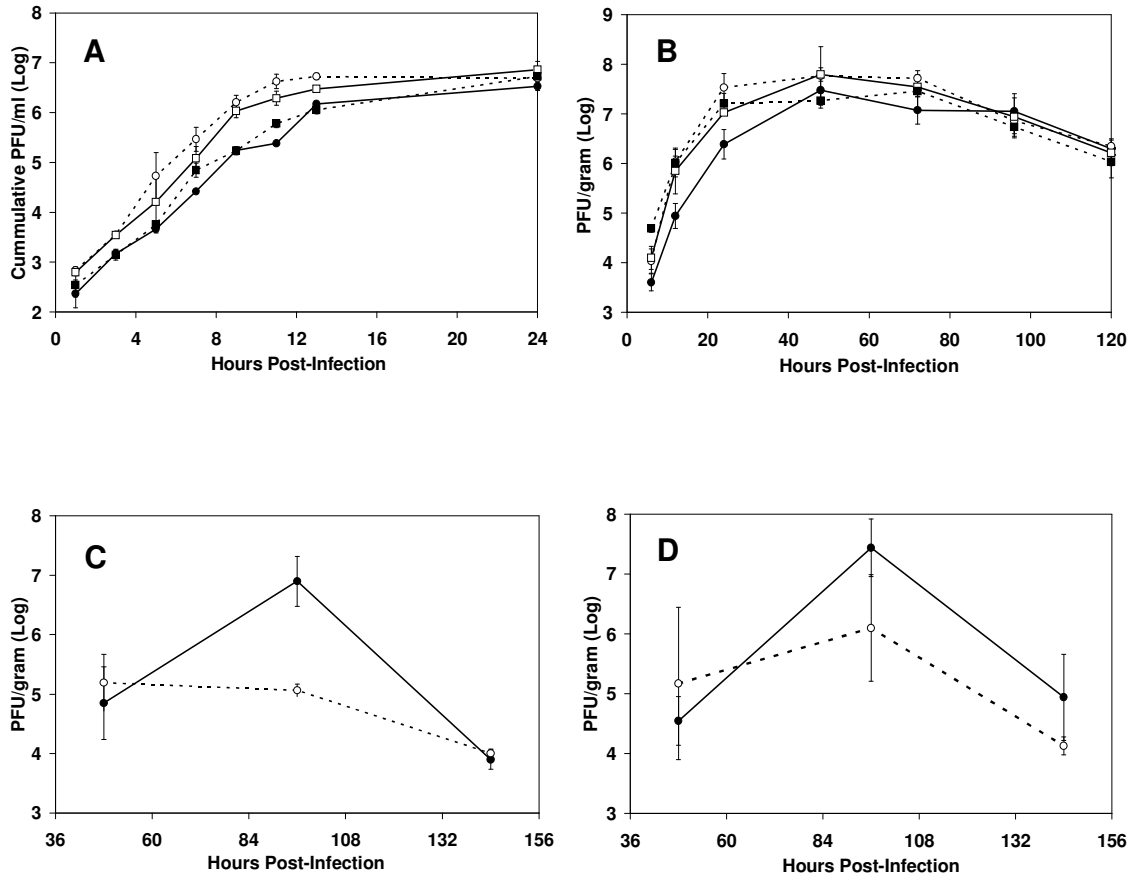 A
Cummulative PFU/ml (Log)
8
7
6
5
4
3
2
0 4 8 12 16 20 24
Hours Post-Infection
B
PFU/gram (Log)
9
8
7
6
5
4
3
0 20 40 60 80 100 120
Hours Post-Infection
C
PFU/gram (Log)
8
7
6
5
4
3
36 60 84 108 132 156
Hours Post-Infection
D
PFU/gram (Log)
8
7
6
5
4
3
36 60 84 108 132 156
Hours Post-Infection